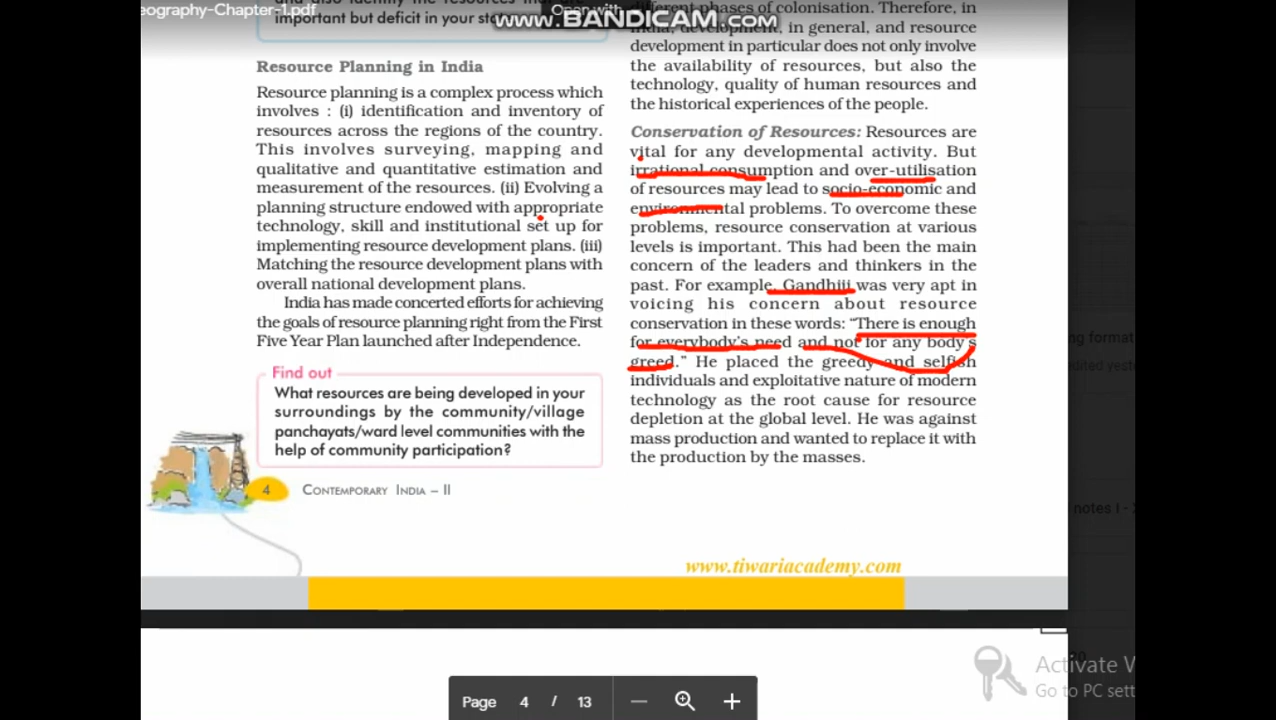 eography-Chapter-1.pdf
Open with
www.BANDICAM.com
and also identify the resources that are
important but deficit in your
Resource Planning in India
Resource planning is a complex process which
involves : (i) identification and inventory of
resources across the regions of the country.
This involves surveying, mapping and
qualitative and quantitative estimation and
measurement of the resources. (ii) Evolving a
planning structure endowed with appropriate
technology, skill and institutional set up for
implementing resource development plans. (iii)
Matching the resource development plans with
overall national development plans.
India has made concerted efforts for achieving
the goals of resource planning right from the First
Five Year Plan launched after Independence.
Find out
What resources are being developed in your
surroundings by the community/village
panchayats/ward level communities with the
help of community participation?
4 CONTEMPORARY INDIA – II
different phases of colonisation. Therefore, in
India, development, in general, and resource
development in particular does not only involve
the availability of resources, but also the
technology, quality of human resources and
the historical experiences of the people.
Conservation of Resources: Resources are
vital for any developmental activity. But
irrational consumption and over-utilisation
of resources may lead to socio-economic and
environmental problems. To overcome these
problems, resource conservation at various
levels is important. This had been the main
concern of the leaders and thinkers in the
past. For example, Gandhiji was very apt in
voicing his concern about resource
conservation in these words: “There is enough
for everybody’s need and not for any body’s
greed.” He placed the greedy and selfish
individuals and exploitative nature of modern
technology as the root cause for resource
depletion at the global level. He was against
mass production and wanted to replace it with
the production by the masses.
www.tiwariacademy.com
ng format
edited yeste
notes I -
Activate W
Go to PC sett
Page 4 / 13